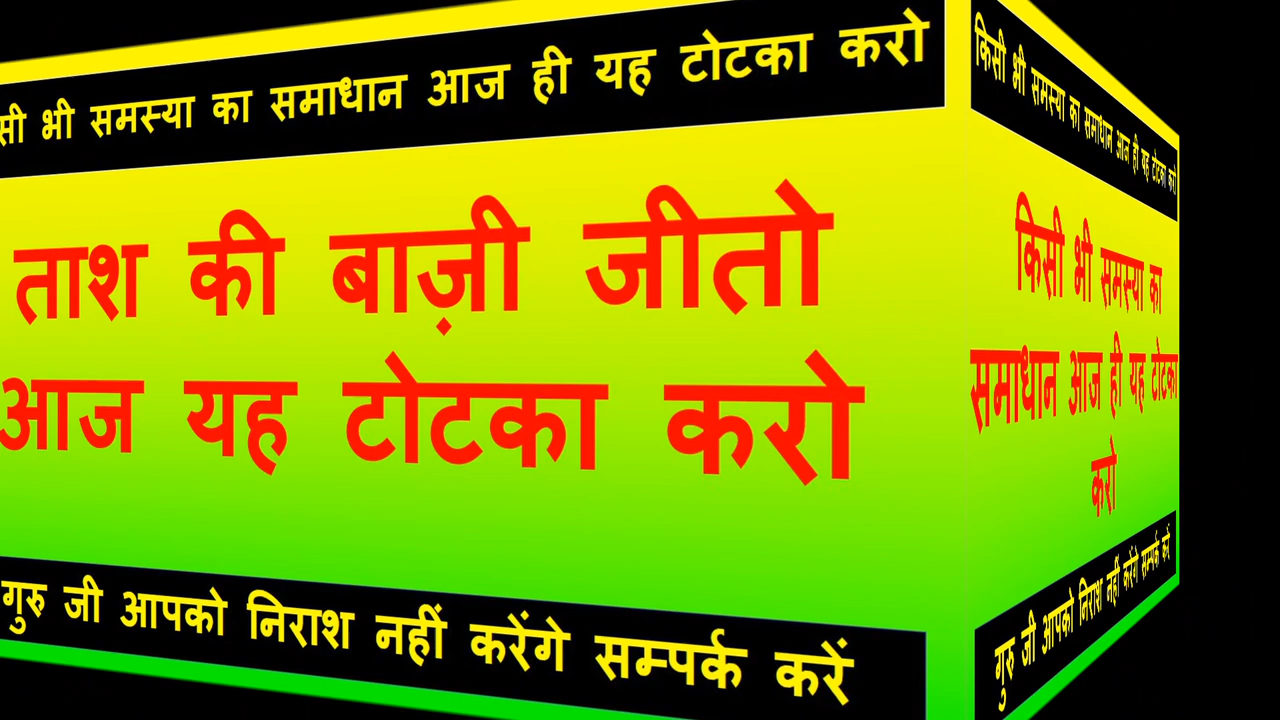 सी भी समस्या का समाधान आज ही यह टोटका करो
ताश की बाज़ी जीतो
आज यह टोटका करो
गुरु जी आपको निराश नहीं करेंगे सम्पर्क करें
किसी भी समस्या का समाधान आज ही यह टोटका करो
किसी भी समस्या का
समाधान आज ही यह टोटका
करो
गुरु जी आपको निराश नहीं करेंगे सम्पर्क करें